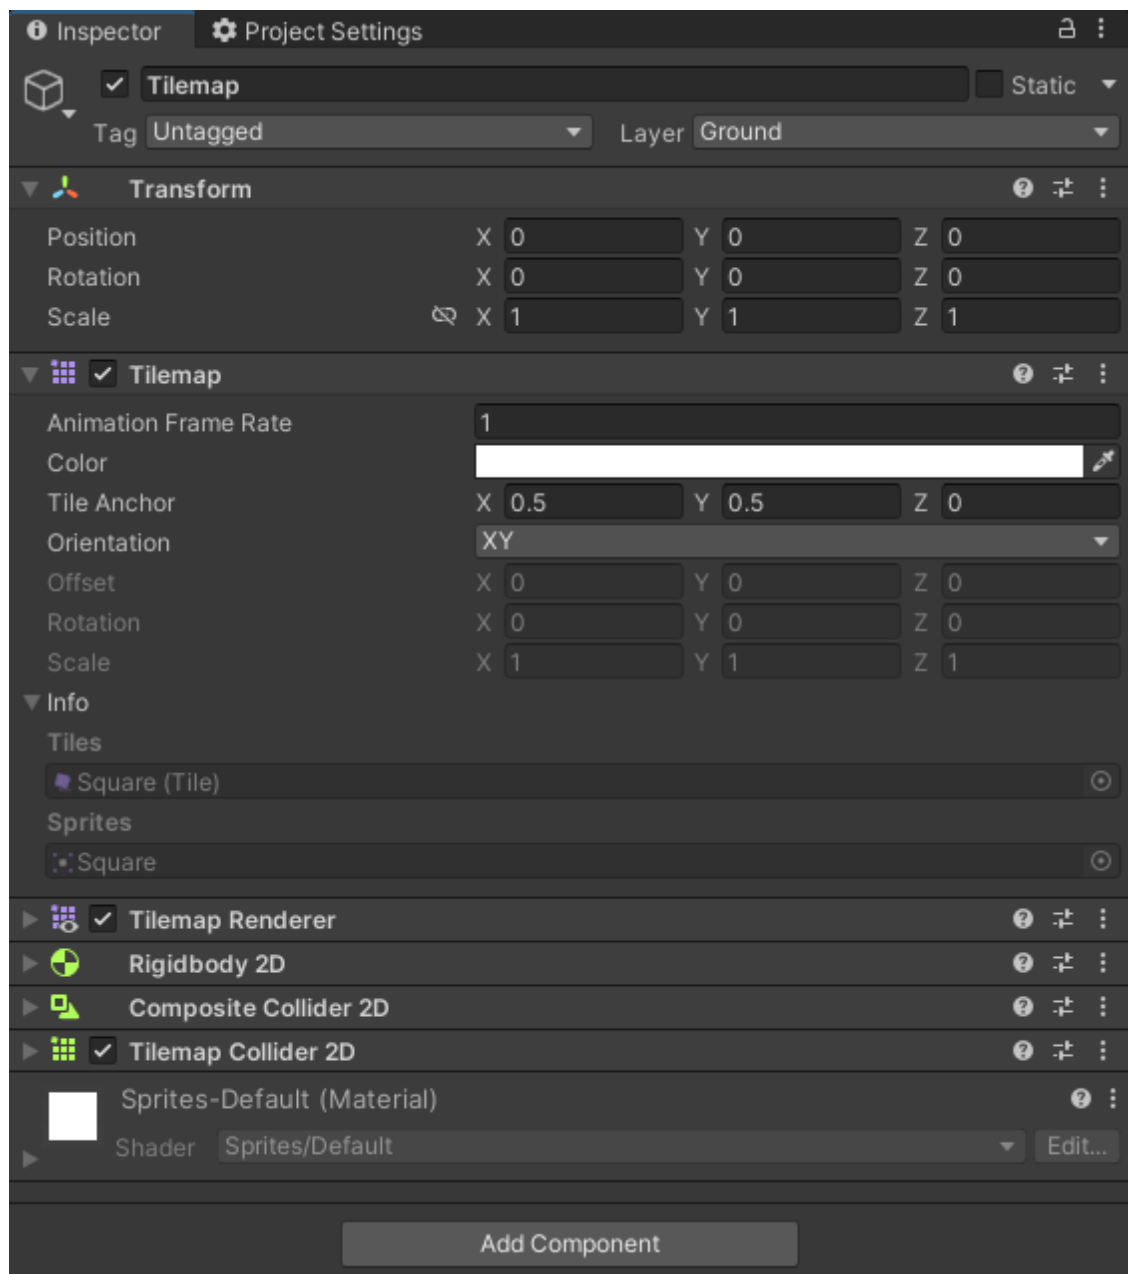 Inspector Project Settings
Tilemap Static
Tag Untagged Layer Ground
Transform
Position X 0 Y 0 Z 0
Rotation X 0 Y 0 Z 0
Scale X 1 Y 1 Z 1
Tilemap
Animation Frame Rate 1
Color
Tile Anchor X 0.5 Y 0.5 Z 0
Orientation XY
Offset X 0 Y 0 Z 0
Rotation X 0 Y 0 Z 0
Scale X 1 Y 1 Z 1
Info
Tiles
Square (Tile)
Sprites
Square
Tilemap Renderer
Rigidbody 2D
Composite Collider 2D
Tilemap Collider 2D
Sprites-Default (Material)
Shader Sprites/Default Edit...
Add Component